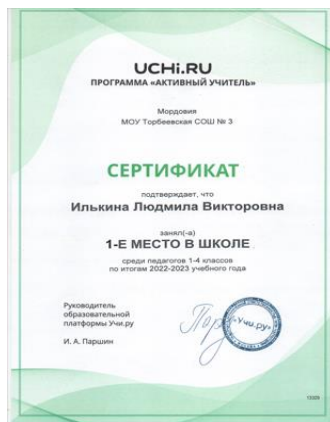 UCHi.RU
ПРОГРАММА «АКТИВНЫЙ УЧИТЕЛЬ»
Мордовия
МОУ Торбеевская СОШ № 3
СЕРТИФИКАТ
подтверждает, что
Илькина Людмила Викторовна
занял(-а)
1-Е МЕСТО В ШКОЛЕ
среди педагогов 1-4 классов
по итогам 2022-2023 учебного года
Руководитель
образовательной
платформы Учи.ру
И. А. Паршин
«Учи.ру»